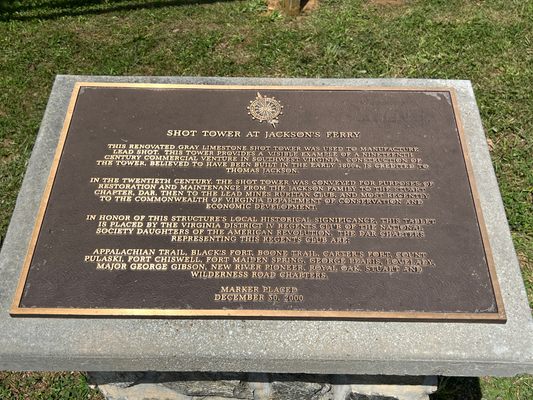 SHOT TOWER AT JACKSON'S FERRY
THIS RENOVATED GRAY LIMESTONE SHOT TOWER WAS USED TO MANUFACTURE
LEAD SHOT. THIS TOWER PROVIDES A VISIBLE EXAMPLE OF A NINETEENTH
CENTURY COMMERCIAL VENTURE IN SOUTHWEST VIRGINIA. CONSTRUCTION OF
THE TOWER, BELIEVED TO HAVE BEEN BUILT IN THE EARLY 1800s, IS CREDITED TO
THOMAS JACKSON.
IN THE TWENTIETH CENTURY, THE SHOT TOWER WAS CONVEYED FOR PURPOSES OF
RESTORATION AND MAINTENANCE FROM THE JACKSON FAMILY TO THE STUART
CHAPTER, DAR, THEN TO THE LEAD MINES RURITAN CLUB, AND MOST RECENTLY
TO THE COMMONWEALTH OF VIRGINIA DEPARTMENT OF CONSERVATION AND
ECONOMIC DEVELOPMENT.
IN HONOR OF THIS STRUCTURE'S LOCAL HISTORICAL SIGNIFICANCE, THIS TABLET
IS PLACED BY THE VIRGINIA DISTRICT IV REGENTS CLUB OF THE NATIONAL
SOCIETY DAUGHTERS OF THE AMERICAN REVOLUTION. THE DAR CHAPTERS
REPRESENTING THIS REGENTS CLUB ARE:
APPALACHIAN TRAIL, BLACK'S FORT, BOONE TRAIL, CARTER'S FORT, COUNT
PULASKI, FORT CHISWELL, FORT MAIDEN SPRING, GEORGE PEARIS, LOVELADY,
MAJOR GEORGE GIBSON, NEW RIVER PIONEER, ROYAL OAK, STUART AND
WILDERNESS ROAD CHAPTERS.
MARKER PLACED
DECEMBER 30, 2000